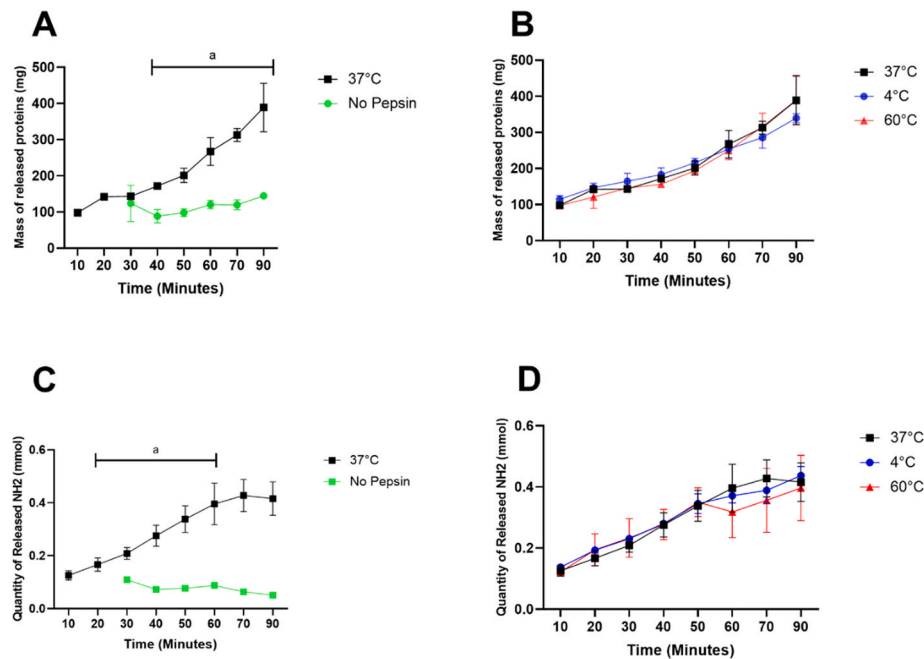 A
a
37°C
No Pepsin
500
400
300
200
100
0
Mass of released proteins (mg)
10 20 30 40 50 60 70 90
Time (Minutes)
B
37°C
4°C
60°C
500
400
300
200
100
0
Mass of released proteins (mg)
10 20 30 40 50 60 70 90
Time (Minutes)
C
a
37°C
No Pepsin
0.6
0.4
0.2
0.0
Quantity of Released NH2 (mmol)
10 20 30 40 50 60 70 90
Time (Minutes)
D
37°C
4°C
60°C
0.6
0.4
0.2
0.0
Quantity of Released NH2 (mmol)
10 20 30 40 50 60 70 90
Time (Minutes)